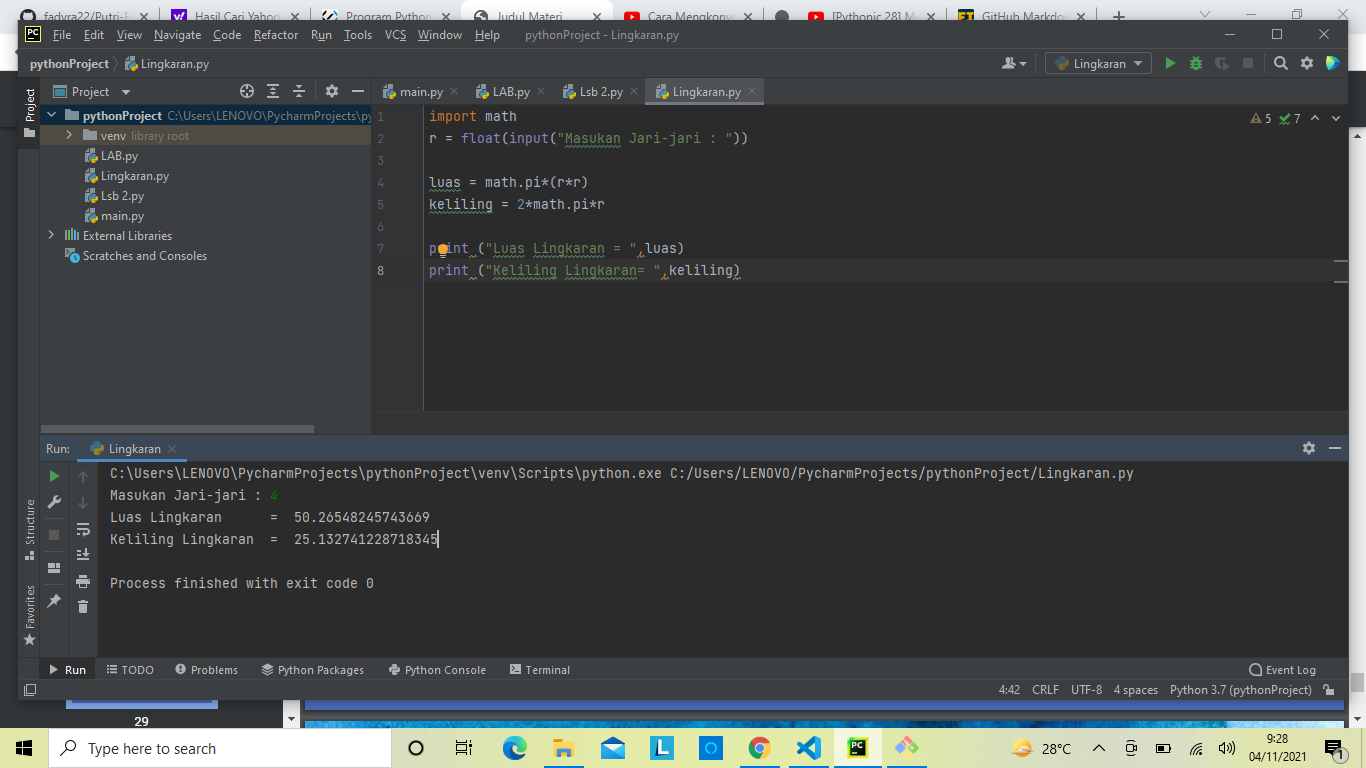 fadyra22/Putri-F
Hasil Cari Yahoo
Program Python
Judul Materi
Cara Mengkonv
[Pythonic 28] M
GitHub Markdo
File Edit View Navigate Code Refactor Run Tools VCS Window Help pythonProject - Lingkaran.py
pythonProject Lingkaran.py
Lingkaran
Project
main.py
LAB.py
Lsb 2.py
Lingkaran.py
Project
pythonProject C:\Users\LENOVO\PycharmProjects\py
venv library root
LAB.py
Lingkaran.py
Lsb 2.py
main.py
External Libraries
Scratches and Consoles
5 7
1 import math
2 r = float(input("Masukan Jari-jari : "))
3
4 luas = math.pi*(r*r)
5 keliling = 2*math.pi*r
6
7 print ("Luas Lingkaran = ",luas)
8 print ("Keliling Lingkaran= ",keliling)
Run: Lingkaran
C:\Users\LENOVO\PycharmProjects\pythonProject\venv\Scripts\python.exe C:/Users/LENOVO/PycharmProjects/pythonProject/Lingkaran.py
Masukan Jari-jari : 4
Luas Lingkaran = 50.26548245743669
Keliling Lingkaran = 25.132741228718345
Process finished with exit code 0
Structure
Favorites
Run TODO Problems Python Packages Python Console Terminal Event Log
4:42 CRLF UTF-8 4 spaces Python 3.7 (pythonProject)
29
Type here to search
28°C
9:28
04/11/2021
1